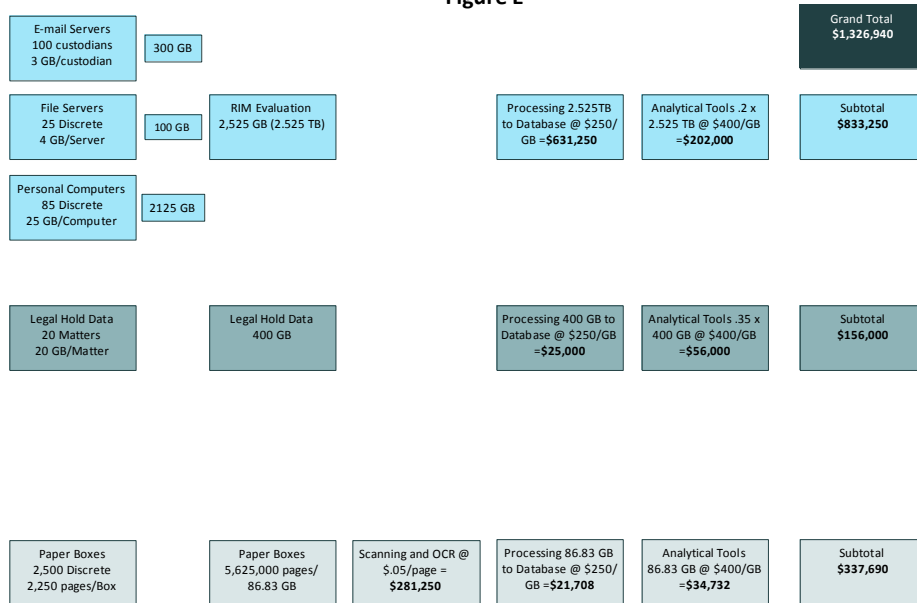 Figure E
Grand Total
$1,326,940
E-mail Servers
100 custodians
3 GB/custodian
300 GB
File Servers
25 Discrete
4 GB/Server
100 GB
RIM Evaluation
2,525 GB (2.525 TB)
Processing 2.525TB
to Database @ $250/
GB =$631,250
Analytical Tools .2 x
2.525 TB @ $400/GB
=$202,000
Subtotal
$833,250
Personal Computers
85 Discrete
25 GB/Computer
2125 GB
Legal Hold Data
20 Matters
20 GB/Matter
Legal Hold Data
400 GB
Processing 400 GB to
Database @ $250/GB
=$25,000
Analytical Tools .35 x
400 GB @ $400/GB
=$56,000
Subtotal
$156,000
Paper Boxes
2,500 Discrete
2,250 pages/Box
Paper Boxes
5,625,000 pages/
86.83 GB
Scanning and OCR @
$.05/page =
$281,250
Processing 86.83 GB
to Database @ $250/
GB =$21,708
Analytical Tools
86.83 GB @ $400/GB
=$34,732
Subtotal
$337,690